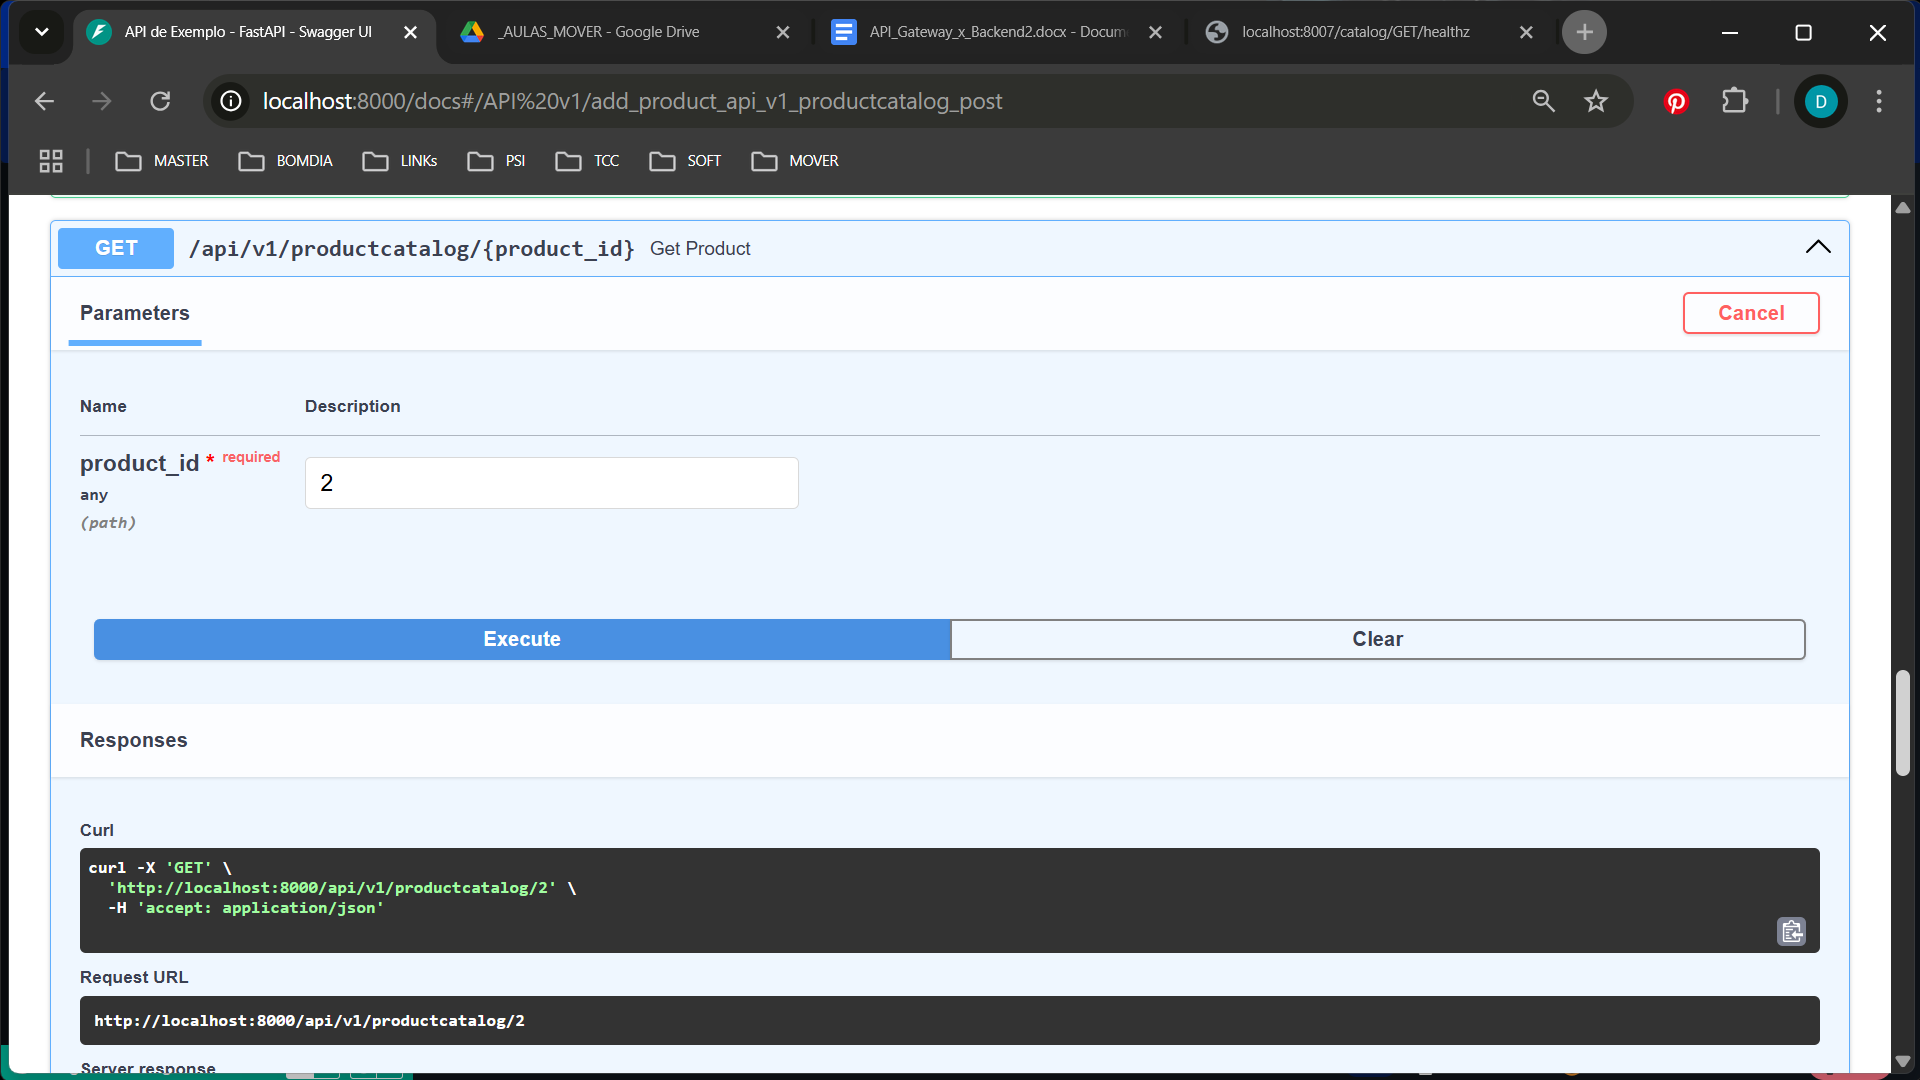 API de Exemplo - FastAPI - Swagger UI
_AULAS_MOVER - Google Drive
API_Gateway_x_Backend2.docx - Docum
localhost:8007/catalog/GET/healthz
localhost:8000/docs#/API%20v1/add_product_api_v1_productcatalog_post
D
MASTER
BOMDIA
LINKs
PSI
TCC
SOFT
MOVER
GET /api/v1/productcatalog/{product_id} Get Product
Parameters
Cancel
Name Description
product_id * required
any
(path)
2
Execute
Clear
Responses
Curl
curl -X 'GET' \
'http://localhost:8000/api/v1/productcatalog/2' \
-H 'accept: application/json'
Request URL
http://localhost:8000/api/v1/productcatalog/2
Server response